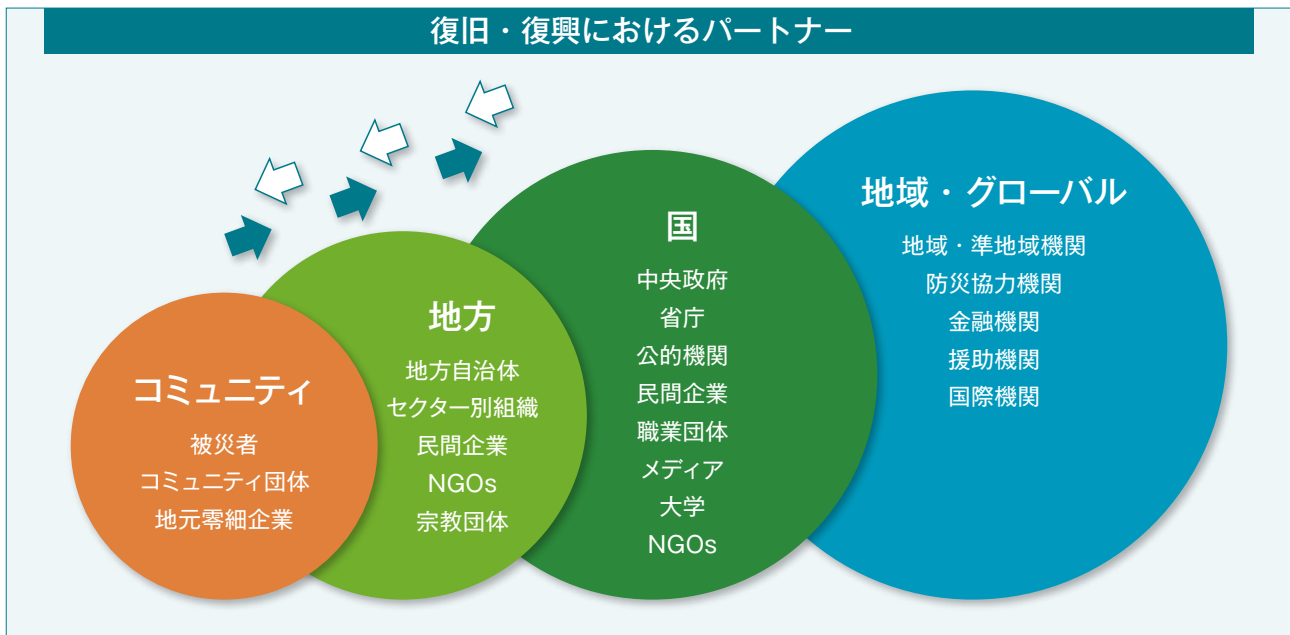 復旧・復興におけるパートナー
コミュニティ
被災者
コミュニティ団体
地元零細企業
地方
地方自治体
セクター別組織
民間企業
NGOs
宗教団体
国
中央政府
省庁
公的機関
民間企業
職業団体
メディア
大学
NGOs
地域・グローバル
地域・準地域機関
防災協力機関
金融機関
援助機関
国際機関